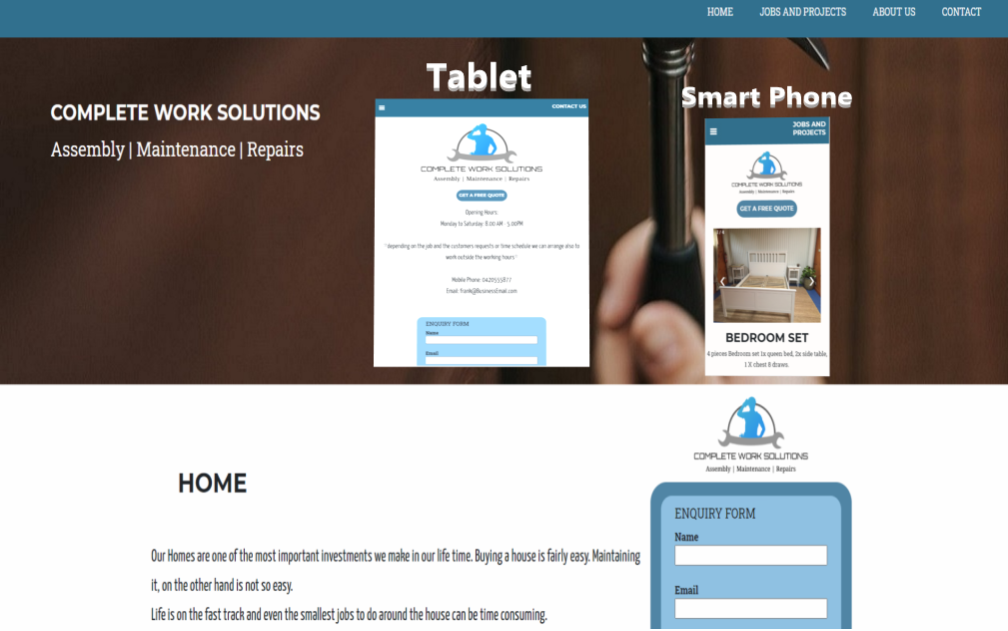 HOME JOBS AND PROJECTS ABOUT US CONTACT
COMPLETE WORK SOLUTIONS
Assembly | Maintenance | Repairs
Tablet
CONTACT US
COMPLETE WORK SOLUTIONS
Assembly | Maintenance | Repairs
GET A FREE QUOTE
Opening Hours:
Monday to Saturday: 8.00 AM - 5.00PM
" depending on the job and the customers requests or time schedule we can arrange also to
work outside the working hours "
Mobile Phone:
Email: frank@BusinessEmail.com
ENQUIRY FORM
Name
Email
Smart Phone
JOBS AND
PROJECTS
COMPLETE WORK SOLUTIONS
Assembly | Maintenance | Repairs
GET A FREE QUOTE
BEDROOM SET
4 pieces Bedroom set 1x queen bed, 2x side table,
1 X chest 8 draws.
COMPLETE WORK SOLUTIONS
Assembly | Maintenance | Repairs
HOME
Our Homes are one of the most important investments we make in our life time. Buying a house is fairly easy. Maintaining
it, on the other hand is not so easy.
Life is on the fast track and even the smallest jobs to do around the house can be time consuming.
ENQUIRY FORM
Name
Email